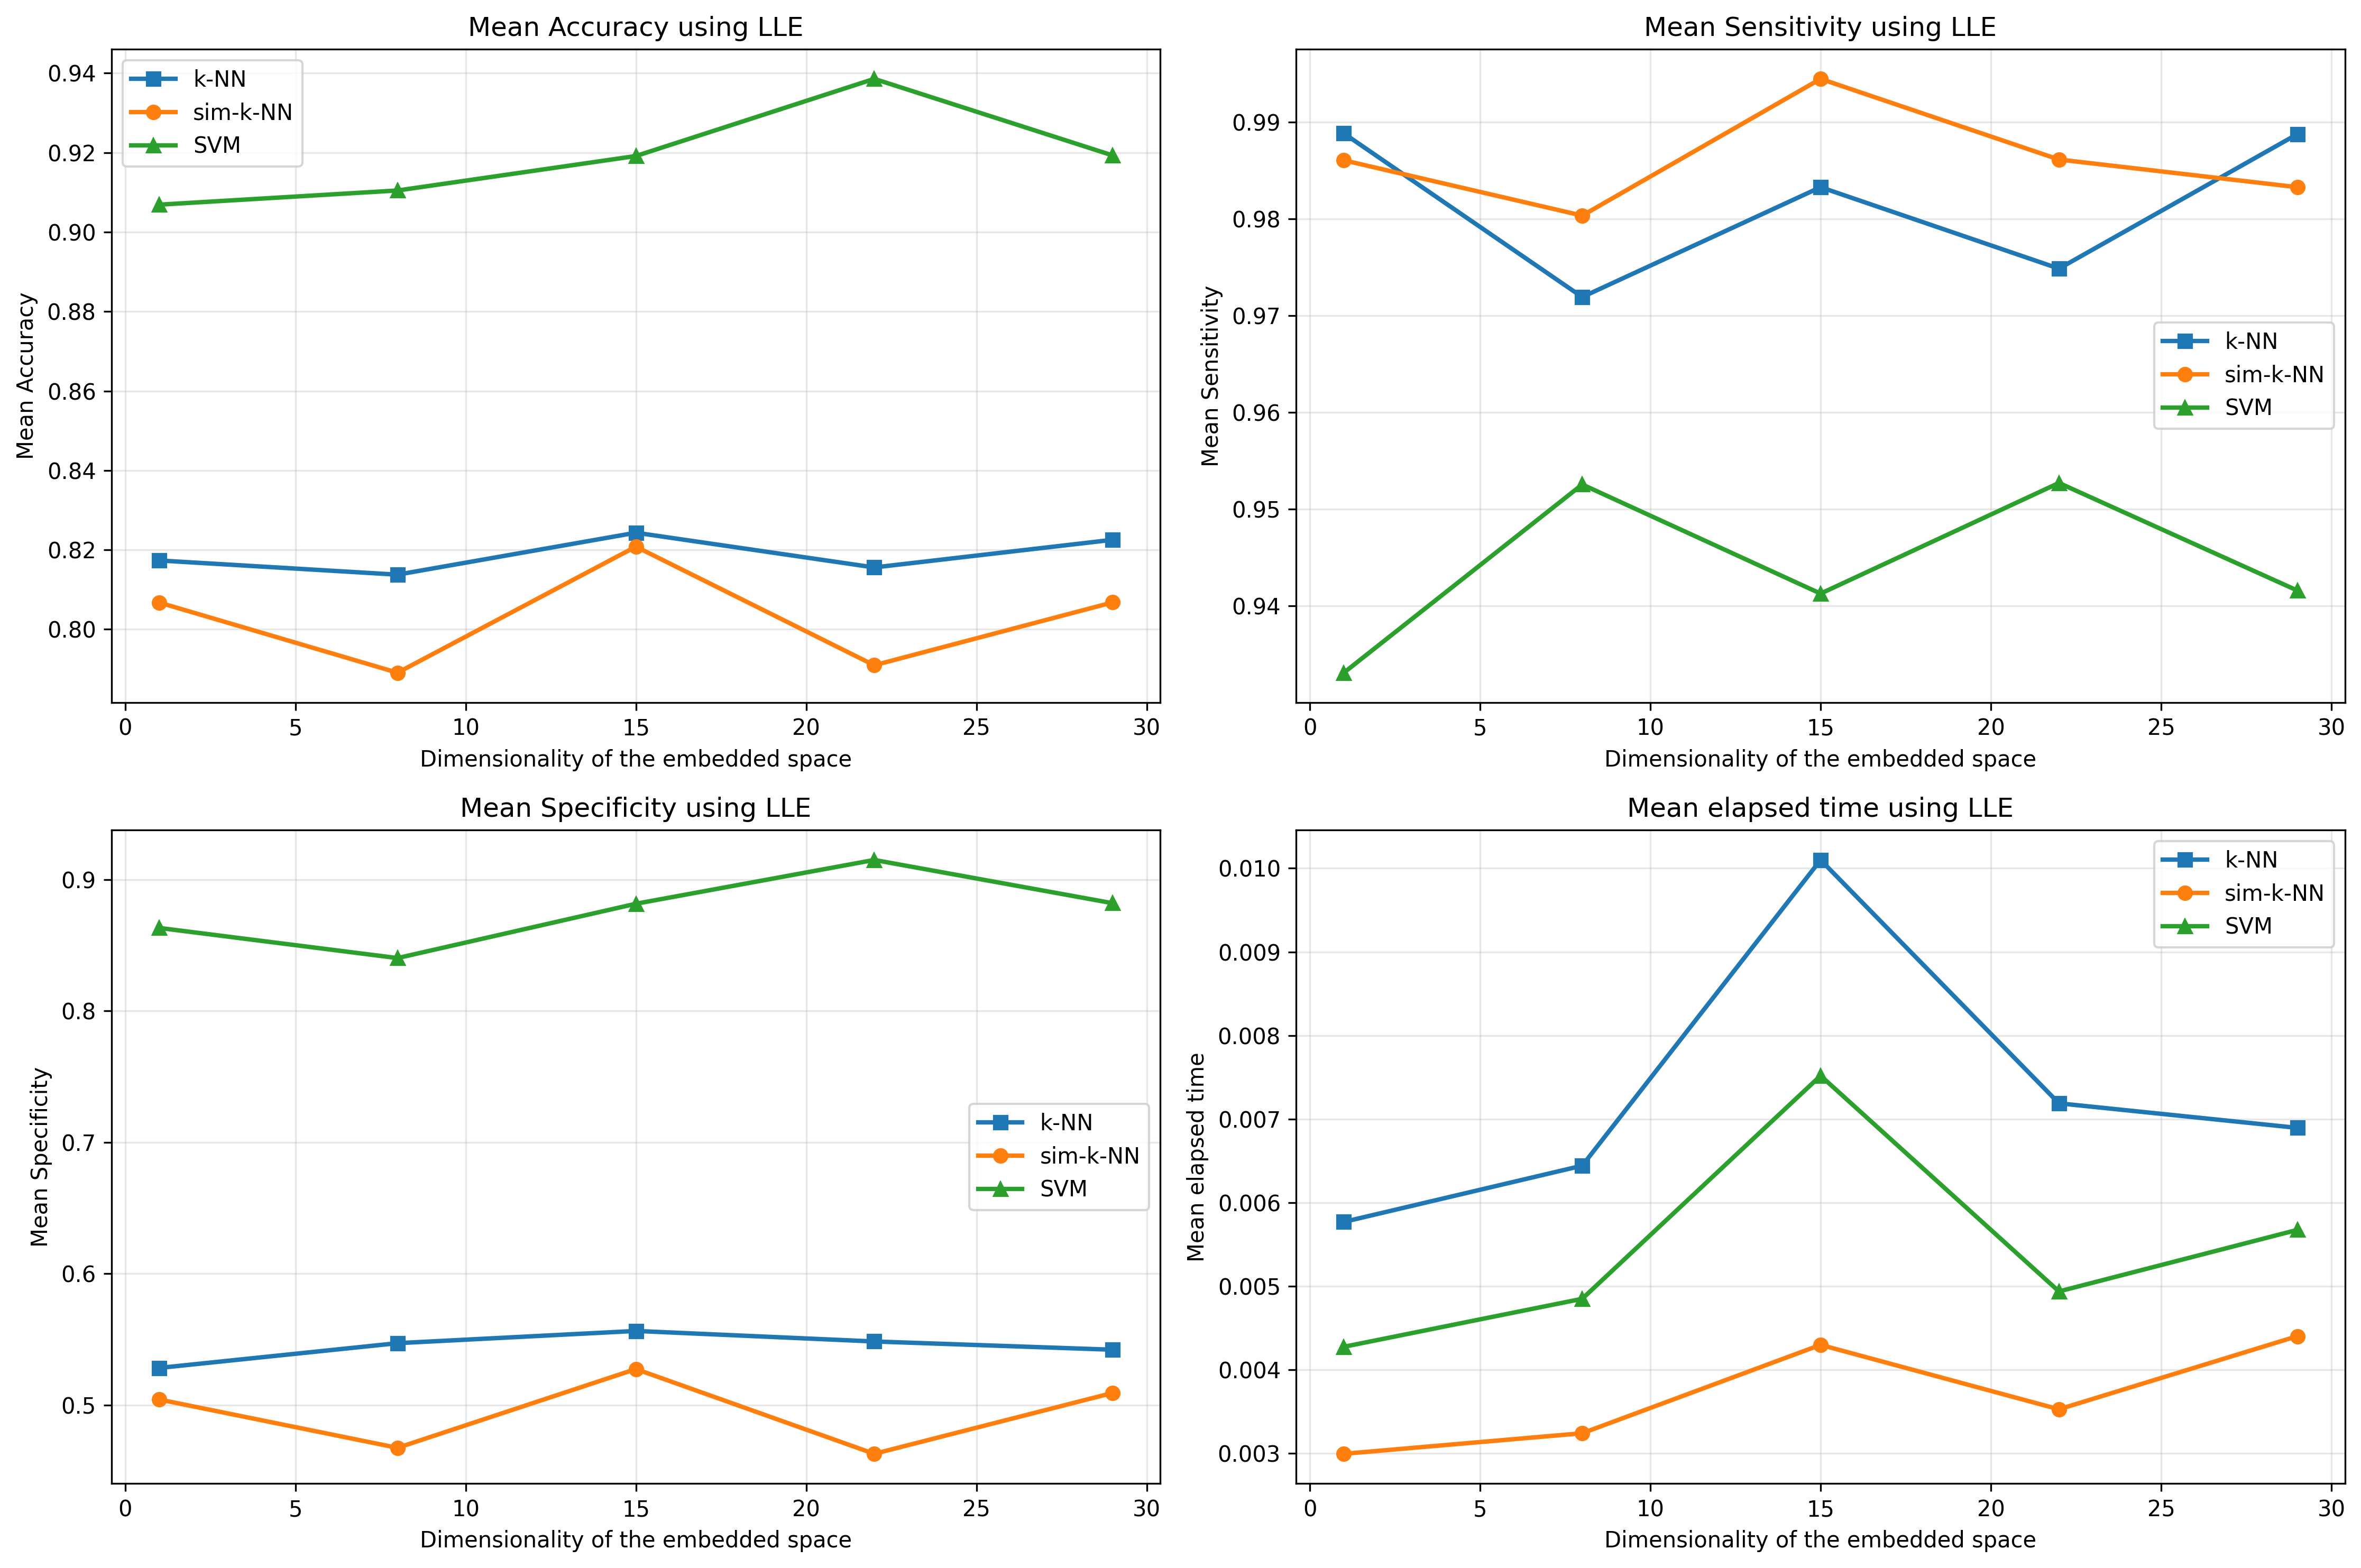 Mean Accuracy using LLE
0.94
0.92
0.90
0.88
0.86
0.84
0.82
0.80
Mean Accuracy
k-NN
sim-k-NN
SVM
0 5 10 15 20 25 30
Dimensionality of the embedded space
Mean Sensitivity using LLE
0.99
0.98
0.97
0.96
0.95
0.94
Mean Sensitivity
k-NN
sim-k-NN
SVM
0 5 10 15 20 25 30
Dimensionality of the embedded space
Mean Specificity using LLE
0.9
0.8
0.7
0.6
0.5
Mean Specificity
k-NN
sim-k-NN
SVM
0 5 10 15 20 25 30
Dimensionality of the embedded space
Mean elapsed time using LLE
0.010
0.009
0.008
0.007
0.006
0.005
0.004
0.003
Mean elapsed time
k-NN
sim-k-NN
SVM
0 5 10 15 20 25 30
Dimensionality of the embedded space